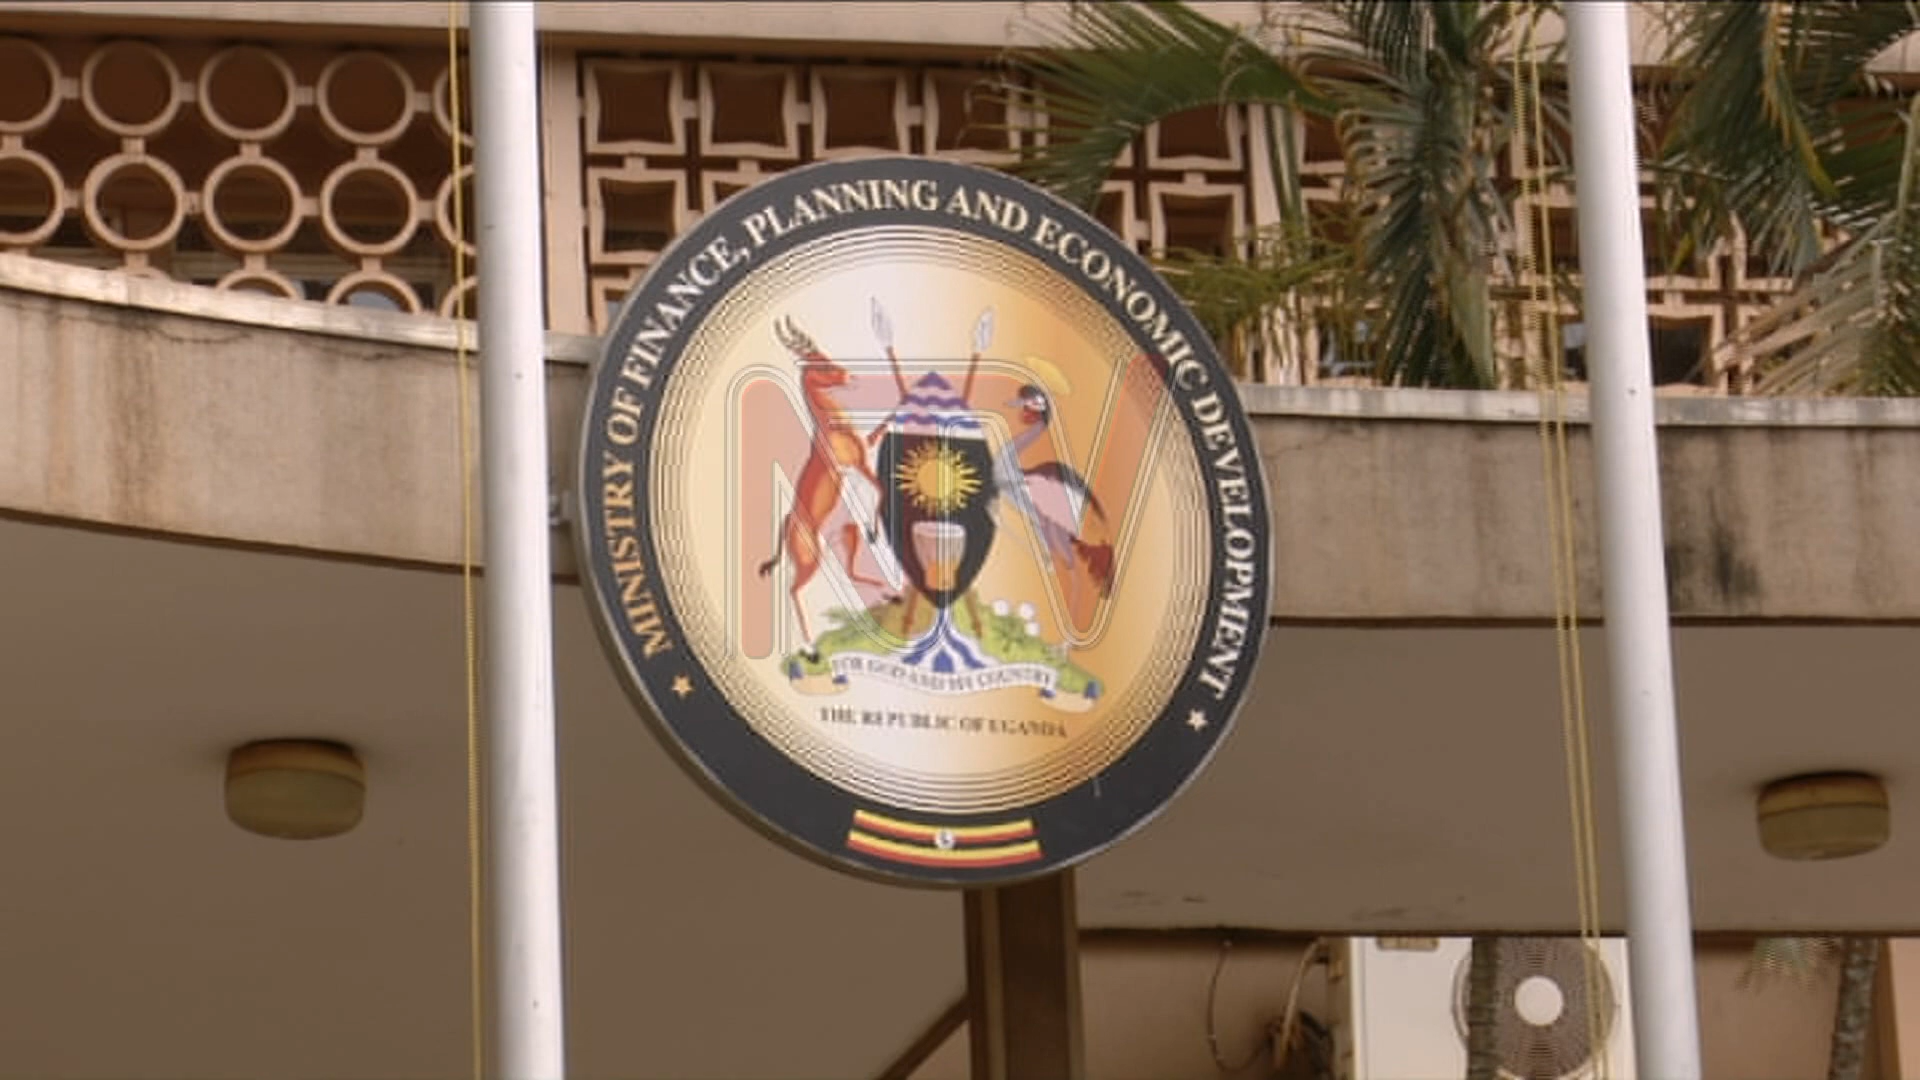 MINISTRY OF FINANCE, PLANNING AND ECONOMIC DEVELOPMENT
NTV
FOR GOD AND MY COUNTRY
THE REPUBLIC OF UGANDA